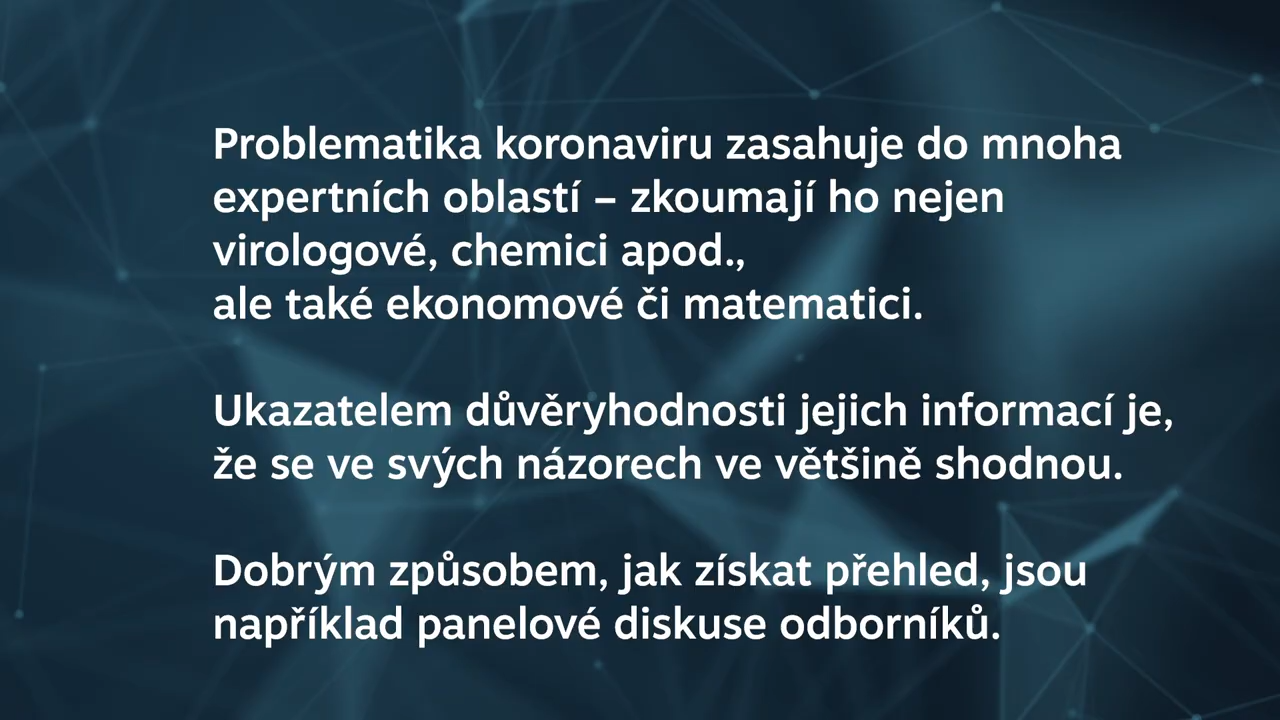 Problematika koronaviru zasahuje do mnoha
expertních oblastí – zkoumají ho nejen
virologové, chemici apod.,
ale také ekonomové či matematici.
Ukazatelem důvěryhodnosti jejich informací je,
že se ve svých názorech ve většině shodnou.
Dobrým způsobem, jak získat přehled, jsou
například panelové diskuse odborníků.